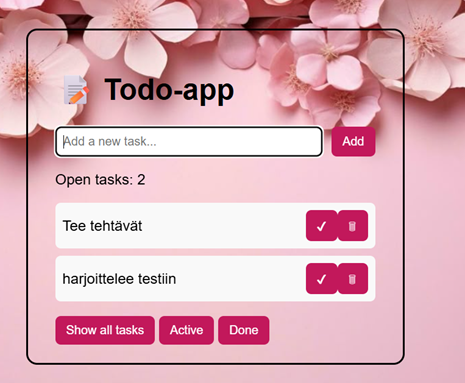 Todo-app
Add a new task...
Add
Open tasks: 2
Tee tehtävät
harjoittelee testiin
Show all tasks Active Done